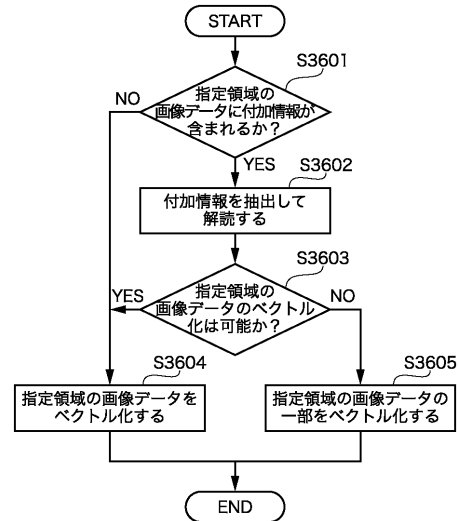 START
S3601
指定領域の
画像データに付加情報が
含まれるか？
NO
YES
S3602
付加情報を抽出して
解読する
S3603
指定領域の
画像データのベクトル
化は可能か？
YES
NO
S3604
指定領域の画像データを
ベクトル化する
S3605
指定領域の画像データの
一部をベクトル化する
END